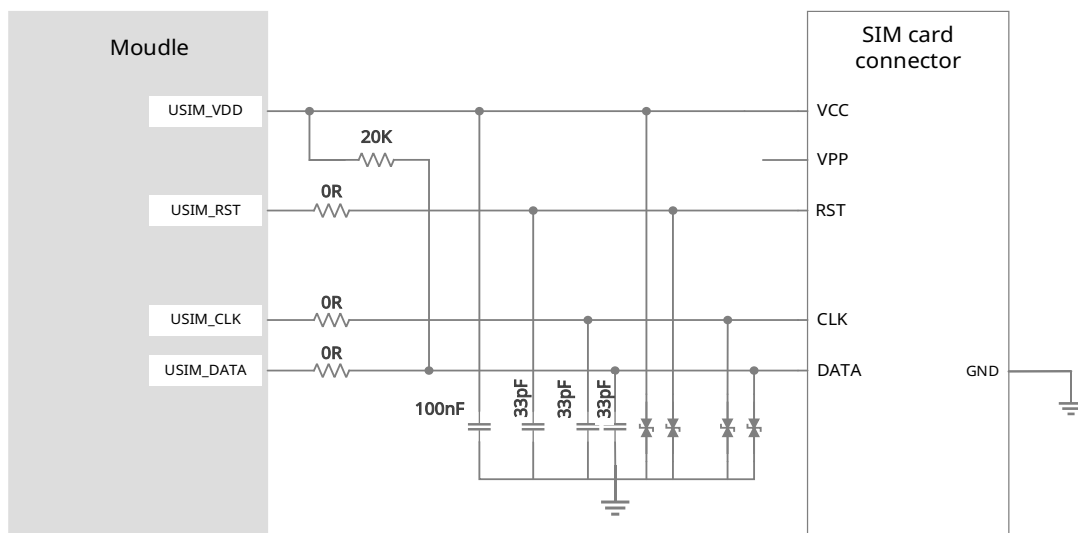 Moudle
SIM card
connector
USIM_VDD
VCC
20K
VPP
0R
USIM_RST
RST
0R
USIM_CLK
CLK
0R
USIM_DATA
DATA
GND
100nF
33pF
33pF
33pF